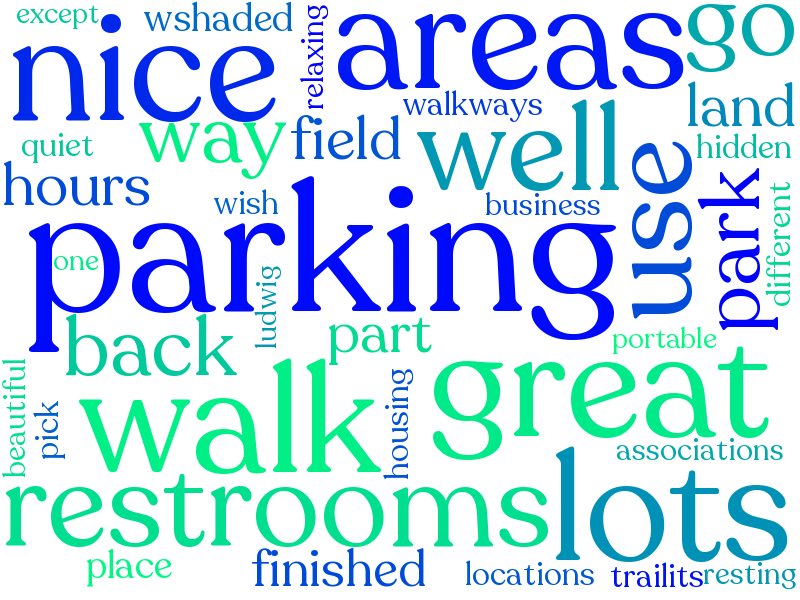 except
wshaded
relaxing
areas
go
nice
walkways
land
quiet
way
field
well
hidden
hours
wish
business
use
park
different
parking
one
ludwig
back
part
portable
beautiful
pick
walk
housing
great
associations
restrooms
lots
place
finished
locations
trailits
resting